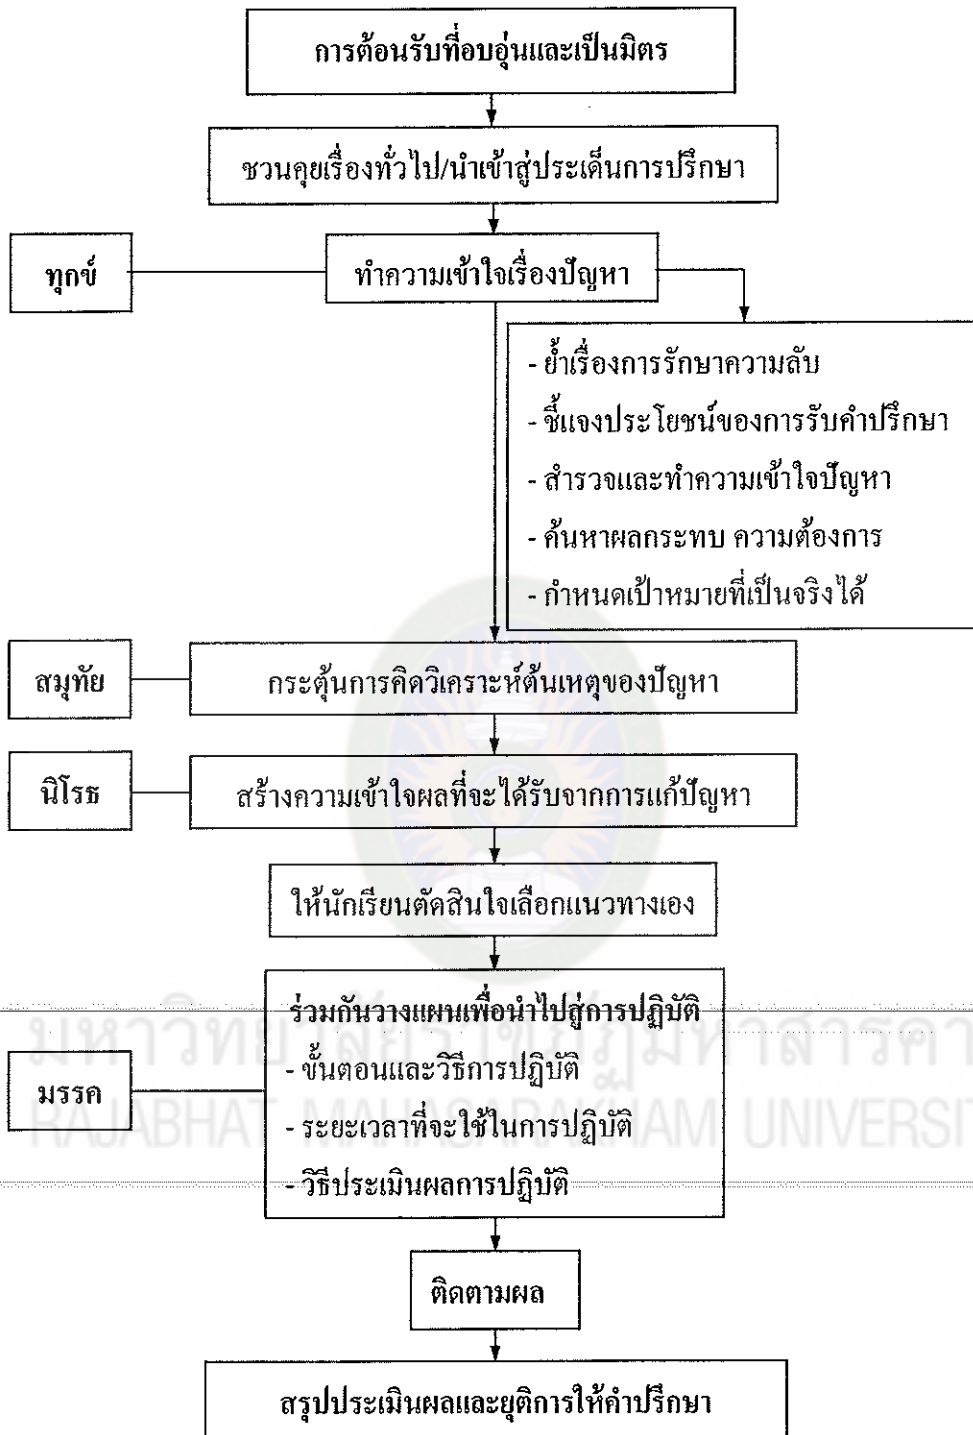 การต้อนรับที่อบอุ่นและเป็นมิตร
ชวนคุยเรื่องทั่วไป/นำเข้าสู่ประเด็นการปรึกษา
ทุกข์
ทำความเข้าใจเรื่องปัญหา
- ย้ำเรื่องการรักษาความลับ
- ชี้แจงประโยชน์ของการรับคำปรึกษา
- สำรวจและทำความเข้าใจปัญหา
- ค้นหาผลกระทบ ความต้องการ
- กำหนดเป้าหมายที่เป็นจริงได้
สมุทัย
กระตุ้นการคิดวิเคราะห์ต้นเหตุของปัญหา
นิโรธ
สร้างความเข้าใจผลที่จะได้รับจากการแก้ปัญหา
ให้นักเรียนตัดสินใจเลือกแนวทางเอง
ร่วมกันวางแผนเพื่อนำไปสู่การปฏิบัติ
มหาวิทยาลัยราชภัฏมหาสารคา
- ขั้นตอนและวิธีการปฏิบัติ
มรรค
- ระยะเวลาที่จะใช้ในการปฏิบัติ
RAJABHAT MAHASARAKHAM UNIVERSIT
- วิธีประเมินผลการปฏิบัติ
ติดตามผล
สรุปประเมินผลและยุติการให้คำปรึกษา